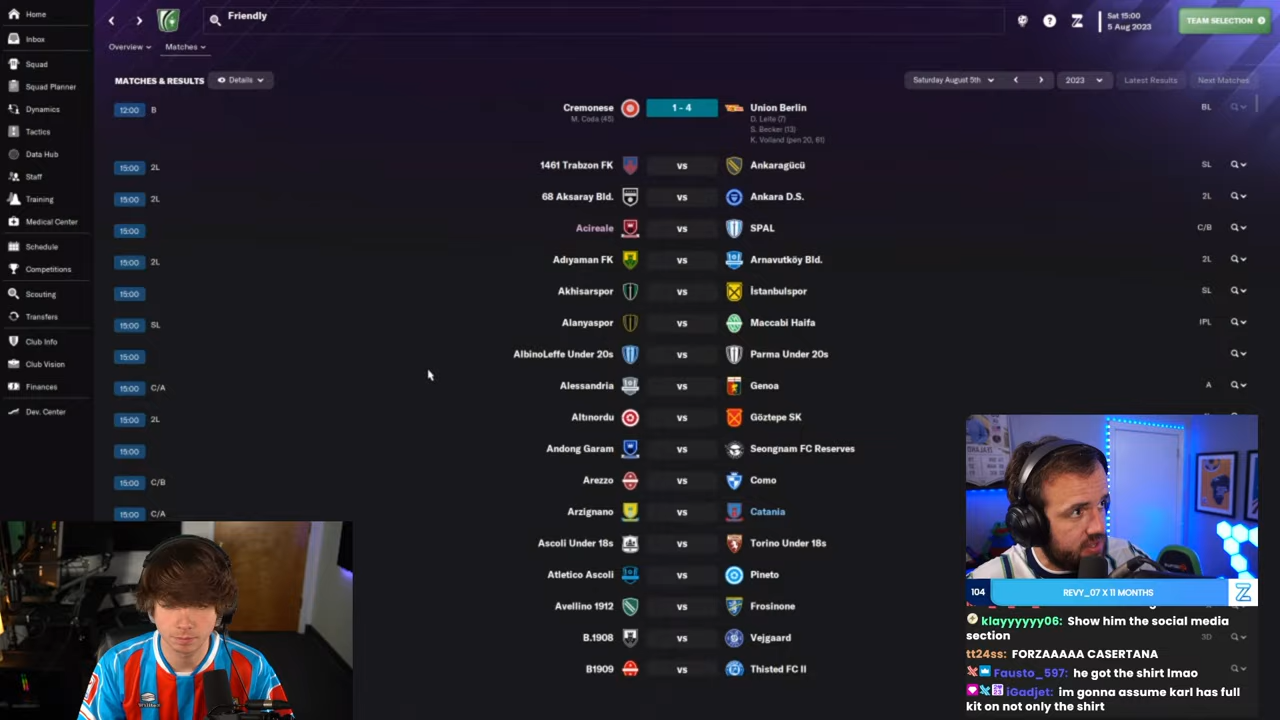 Home
Friendly
Sat 15:00
5 Aug 2023
TEAM SELECTION
Inbox
Overview
Matches
Squad
Squad Planner
MATCHES & RESULTS
Details
Saturday August 5th
2023
Latest Results
Next Matches
Dynamics
12:00 B Cremonese 1 - 4 Union Berlin BL
M. Coda (45) D. Leite (7)
S. Becker (13)
K. Volland (pen 20, 61)
Tactics
Data Hub
Staff
Training
Medical Center
Schedule
Competitions
Scouting
Transfers
Club Info
Club Vision
Finances
Dev. Center
15:00 2L 1461 Trabzon FK vs Ankaragücü SL
15:00 2L 68 Aksaray Bld. vs Ankara D.S. 2L
15:00 Acireale vs SPAL C/B
15:00 2L Adıyaman FK vs Arnavutköy Bld. 2L
15:00 Akhisarspor vs İstanbulspor SL
15:00 SL Alanyaspor vs Maccabi Haifa IPL
15:00 AlbinoLeffe Under 20s vs Parma Under 20s
15:00 C/A Alessandria vs Genoa A
15:00 2L Altınordu vs Göztepe SK
15:00 Andong Garam vs Seongnam FC Reserves
15:00 C/B Arezzo vs Como
15:00 C/A Arzignano vs Catania
Ascoli Under 18s vs Torino Under 18s
Atletico Ascoli vs Pineto
Avellino 1912 vs Frosinone
B.1908 vs Vejgaard 3D
B1909 vs Thisted FC II
104 REVY_07 X 11 MONTHS
klayyyyyy06: Show him the social media
section
tt24ss: FORZAAAAA CASERTANA
Fausto_597: he got the shirt lmao
iGadjet: im gonna assume karl has full
kit on not only the shirt